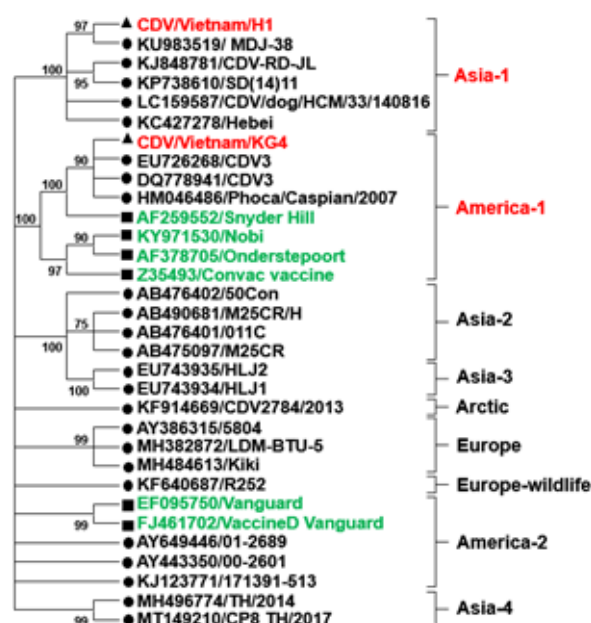 97
CDV/Vietnam/H1
KU983519/ MDJ-38
KJ848781/CDV-RD-JL
100
95
KP738610/SD(14)11
Asia-1
LC159587/CDV/dog/HCM/33/140816
KC427278/Hebei
CDV/Vietnam/KG4
90
EU726268/CDV3
DQ778941/CDV3
100
HM046486/Phoca/Caspian/2007
America-1
AF259552/Snyder Hill
100
90
KY971530/Nobi
AF378705/Onderstepoort
97
Z35493/Convac vaccine
AB476402/50Con
AB490681/M25CR/H
75
Asia-2
AB476401/011C
100
AB475097/M25CR
EU743935/HLJ2
Asia-3
100
EU743934/HLJ1
KF914669/CDV2784/2013
Arctic
AY386315/5804
99
MH382872/LDM-BTU-5
Europe
MH484613/Kiki
KF640687/R252
Europe-wildlife
EF095750/Vanguard
99
FJ461702/VaccineD Vanguard
AY649446/01-2689
America-2
AY443350/00-2601
KJ123771/171391-513
MH496774/TH/2014
Asia-4
99
MT149210/CP8_TH/2017